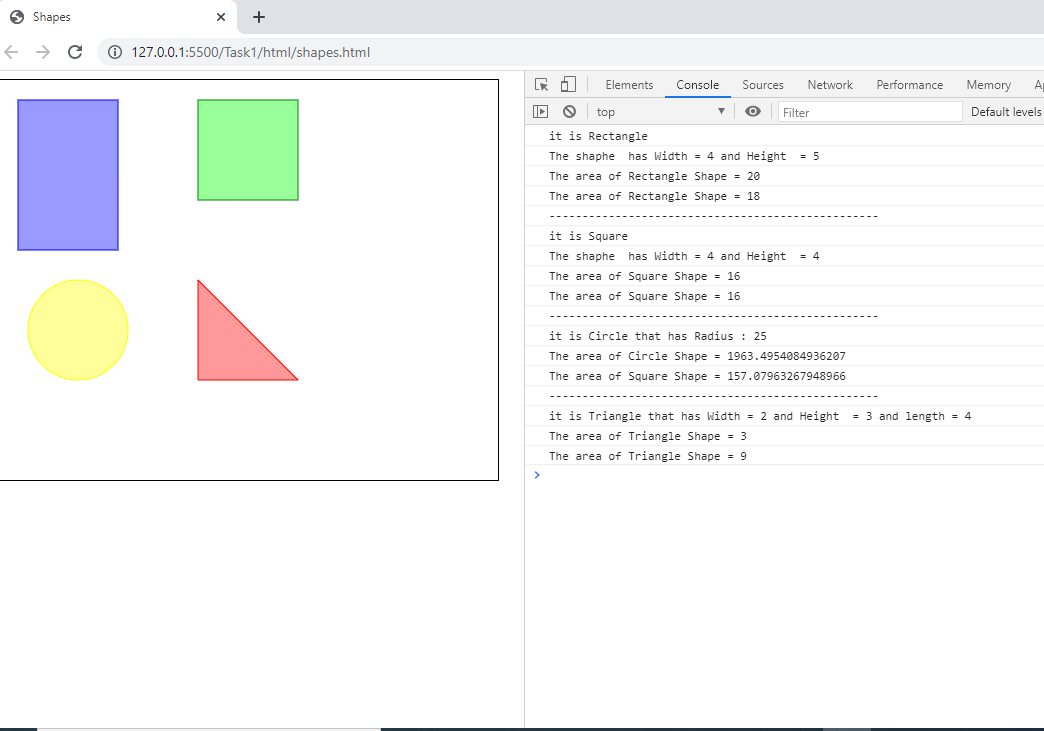 Shapes
127.0.0.1:5500/Task1/html/shapes.html
Elements Console Sources Network Performance Memory
top Filter Default levels
it is Rectangle
The shaphe  has Width = 4 and Height  = 5
The area of Rectangle Shape = 20
The area of Rectangle Shape = 18
--------------------------------------------------
it is Square
The shaphe  has Width = 4 and Height  = 4
The area of Square Shape = 16
The area of Square Shape = 16
--------------------------------------------------
it is Circle that has Radius : 25
The area of Circle Shape = 1963.4954084936207
The area of Square Shape = 157.07963267948966
--------------------------------------------------
it is Triangle that has Width = 2 and Height  = 3 and length = 4
The area of Triangle Shape = 3
The area of Triangle Shape = 9